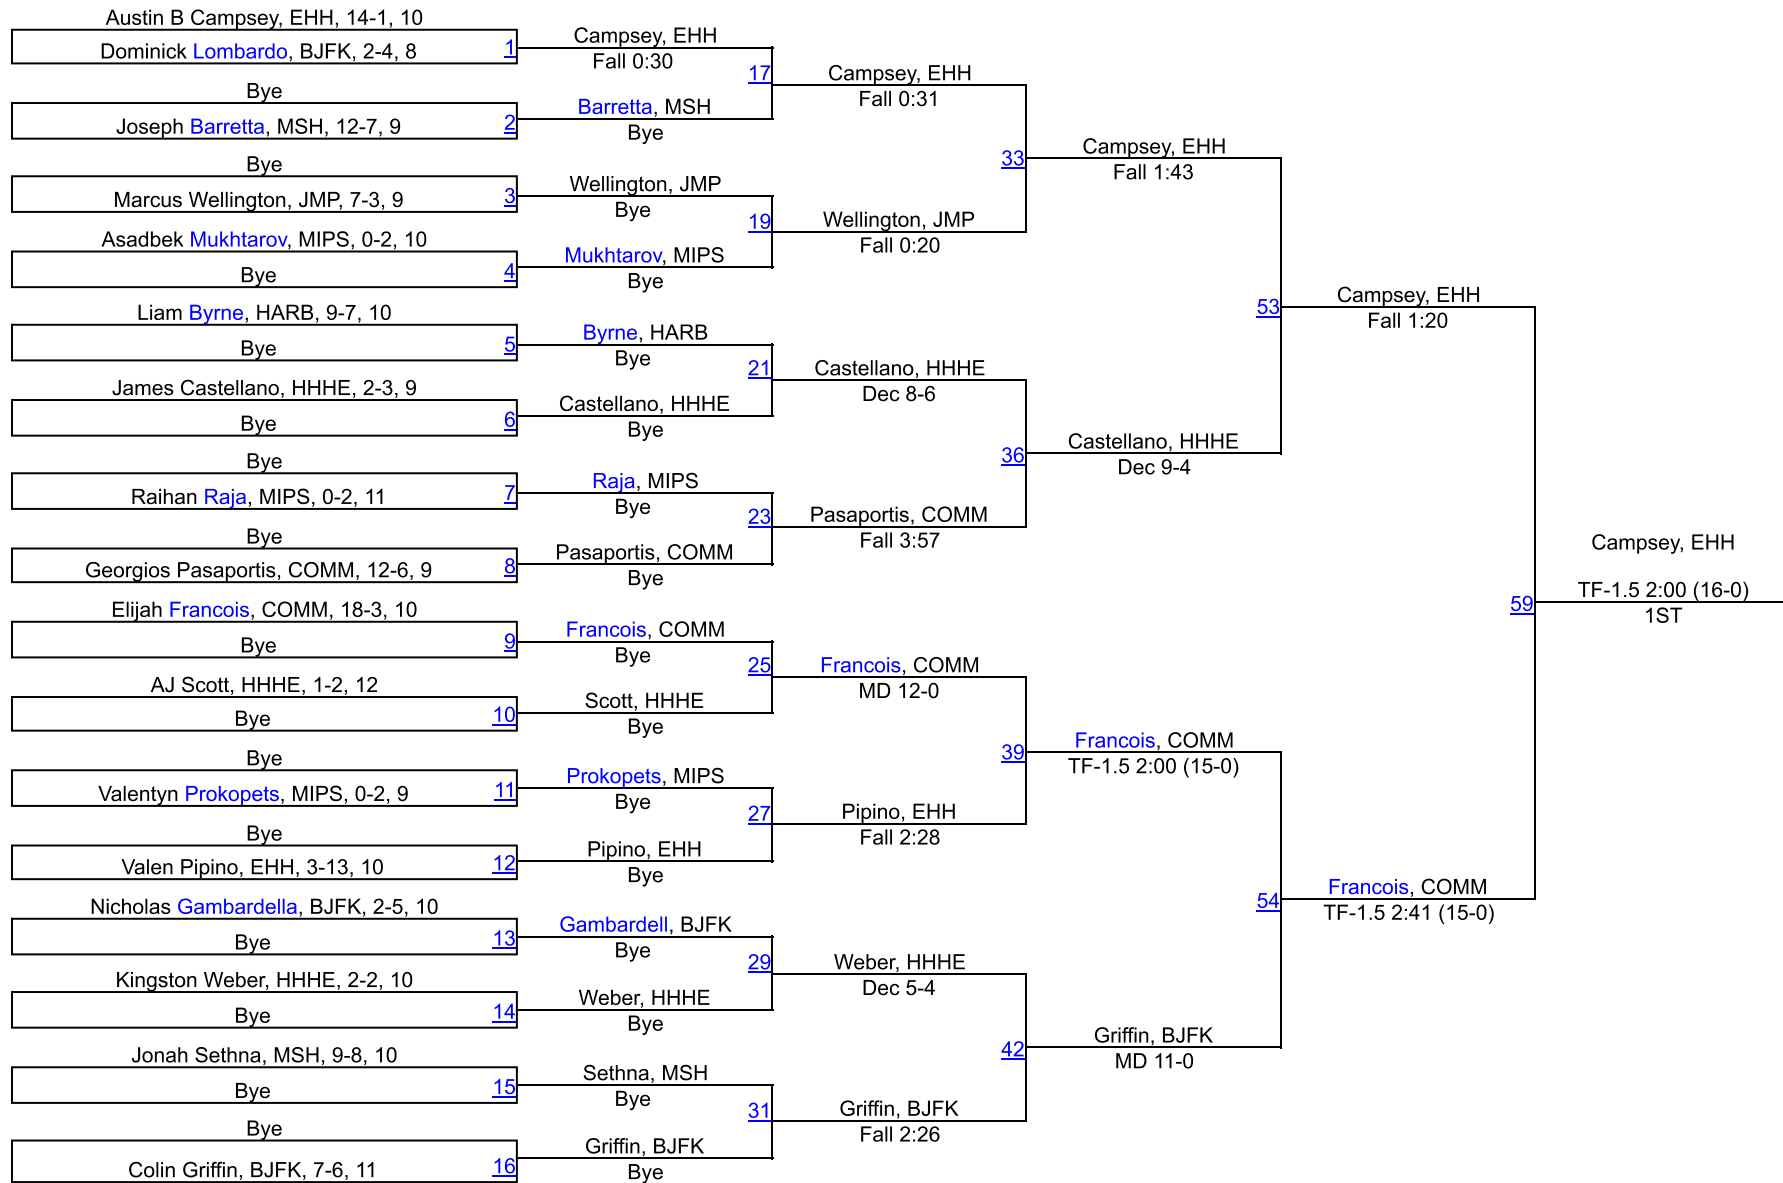 Austin B Campsey, EHH, 14-1, 10
Dominick Lombardo, BJFK, 2-4, 8
1
Bye
Joseph Barretta, MSH, 12-7, 9
2
Bye
Marcus Wellington, JMP, 7-3, 9
3
Asadbek Mukhtarov, MIPS, 0-2, 10
Bye
4
Liam Byrne, HARB, 9-7, 10
Bye
5
James Castellano, HHHE, 2-3, 9
Bye
6
Bye
Raihan Raja, MIPS, 0-2, 11
7
Bye
Georgios Pasaportis, COMM, 12-6, 9
8
Elijah Francois, COMM, 18-3, 10
Bye
9
AJ Scott, HHHE, 1-2, 12
Bye
10
Bye
Valentyn Prokopets, MIPS, 0-2, 9
11
Bye
Valen Pipino, EHH, 3-13, 10
12
Nicholas Gambardella, BJFK, 2-5, 10
Bye
13
Kingston Weber, HHHE, 2-2, 10
Bye
14
Jonah Sethna, MSH, 9-8, 10
Bye
15
Bye
Colin Griffin, BJFK, 7-6, 11
16
Campsey, EHH
Fall 0:30
17
Barretta, MSH
Bye
Wellington, JMP
Bye
19
Mukhtarov, MIPS
Bye
Byrne, HARB
Bye
21
Castellano, HHHE
Bye
Raja, MIPS
Bye
23
Pasaportis, COMM
Bye
Francois, COMM
Bye
25
Scott, HHHE
Bye
Prokopets, MIPS
Bye
27
Pipino, EHH
Bye
Gambardell, BJFK
Bye
29
Weber, HHHE
Bye
Sethna, MSH
Bye
31
Griffin, BJFK
Bye
Campsey, EHH
Fall 0:31
33
Wellington, JMP
Fall 0:20
Castellano, HHHE
Dec 8-6
36
Pasaportis, COMM
Fall 3:57
Francois, COMM
MD 12-0
39
Pipino, EHH
Fall 2:28
Weber, HHHE
Dec 5-4
42
Griffin, BJFK
Fall 2:26
Campsey, EHH
Fall 1:43
53
Castellano, HHHE
Dec 9-4
Francois, COMM
TF-1.5 2:00 (15-0)
54
Griffin, BJFK
MD 11-0
Campsey, EHH
Fall 1:20
59
Francois, COMM
TF-1.5 2:41 (15-0)
Campsey, EHH
TF-1.5 2:00 (16-0)
1ST